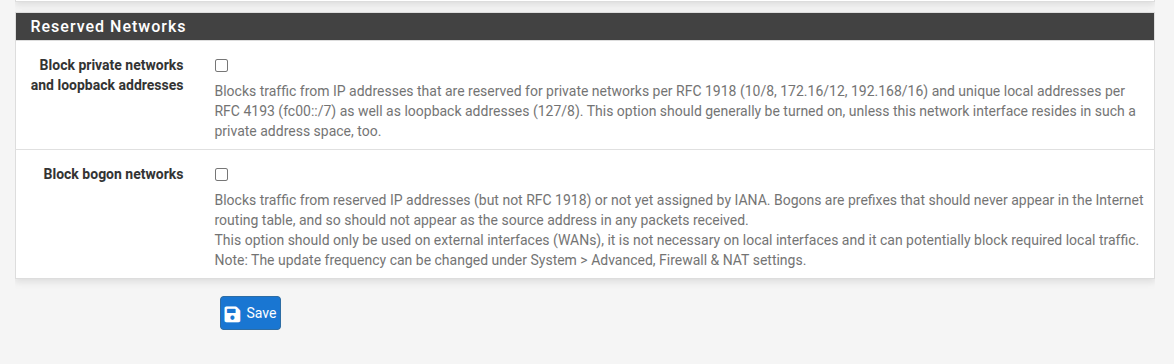 Reserved Networks
Block private networks
and loopback addresses
Blocks traffic from IP addresses that are reserved for private networks per RFC 1918 (10/8, 172.16/12, 192.168/16) and unique local addresses per
RFC 4193 (fc00::/7) as well as loopback addresses (127/8). This option should generally be turned on, unless this network interface resides in such a
private address space, too.
Block bogon networks
Blocks traffic from reserved IP addresses (but not RFC 1918) or not yet assigned by IANA. Bogons are prefixes that should never appear in the Internet
routing table, and so should not appear as the source address in any packets received.
This option should only be used on external interfaces (WANs), it is not necessary on local interfaces and it can potentially block required local traffic.
Note: The update frequency can be changed under System > Advanced, Firewall & NAT settings.
Save